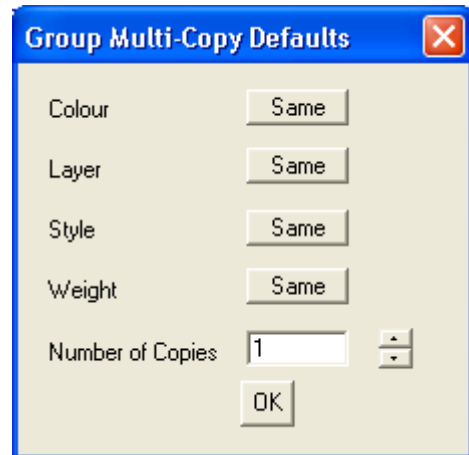 Group Multi-Copy Defaults
Colour Same
Layer Same
Style Same
Weight Same
Number of Copies 1
OK